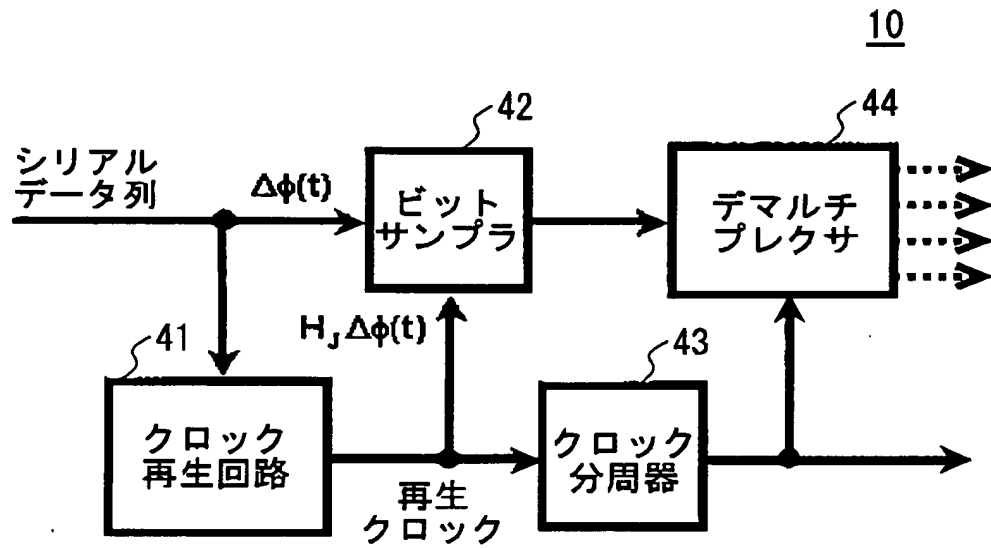 10
42
44
シリアル
データ列
Δφ(t)
ビット
サンプラ
デマルチ
プレクサ
41
H_J Δφ(t)
43
クロック
再生回路
再生
クロック
クロック
分周器